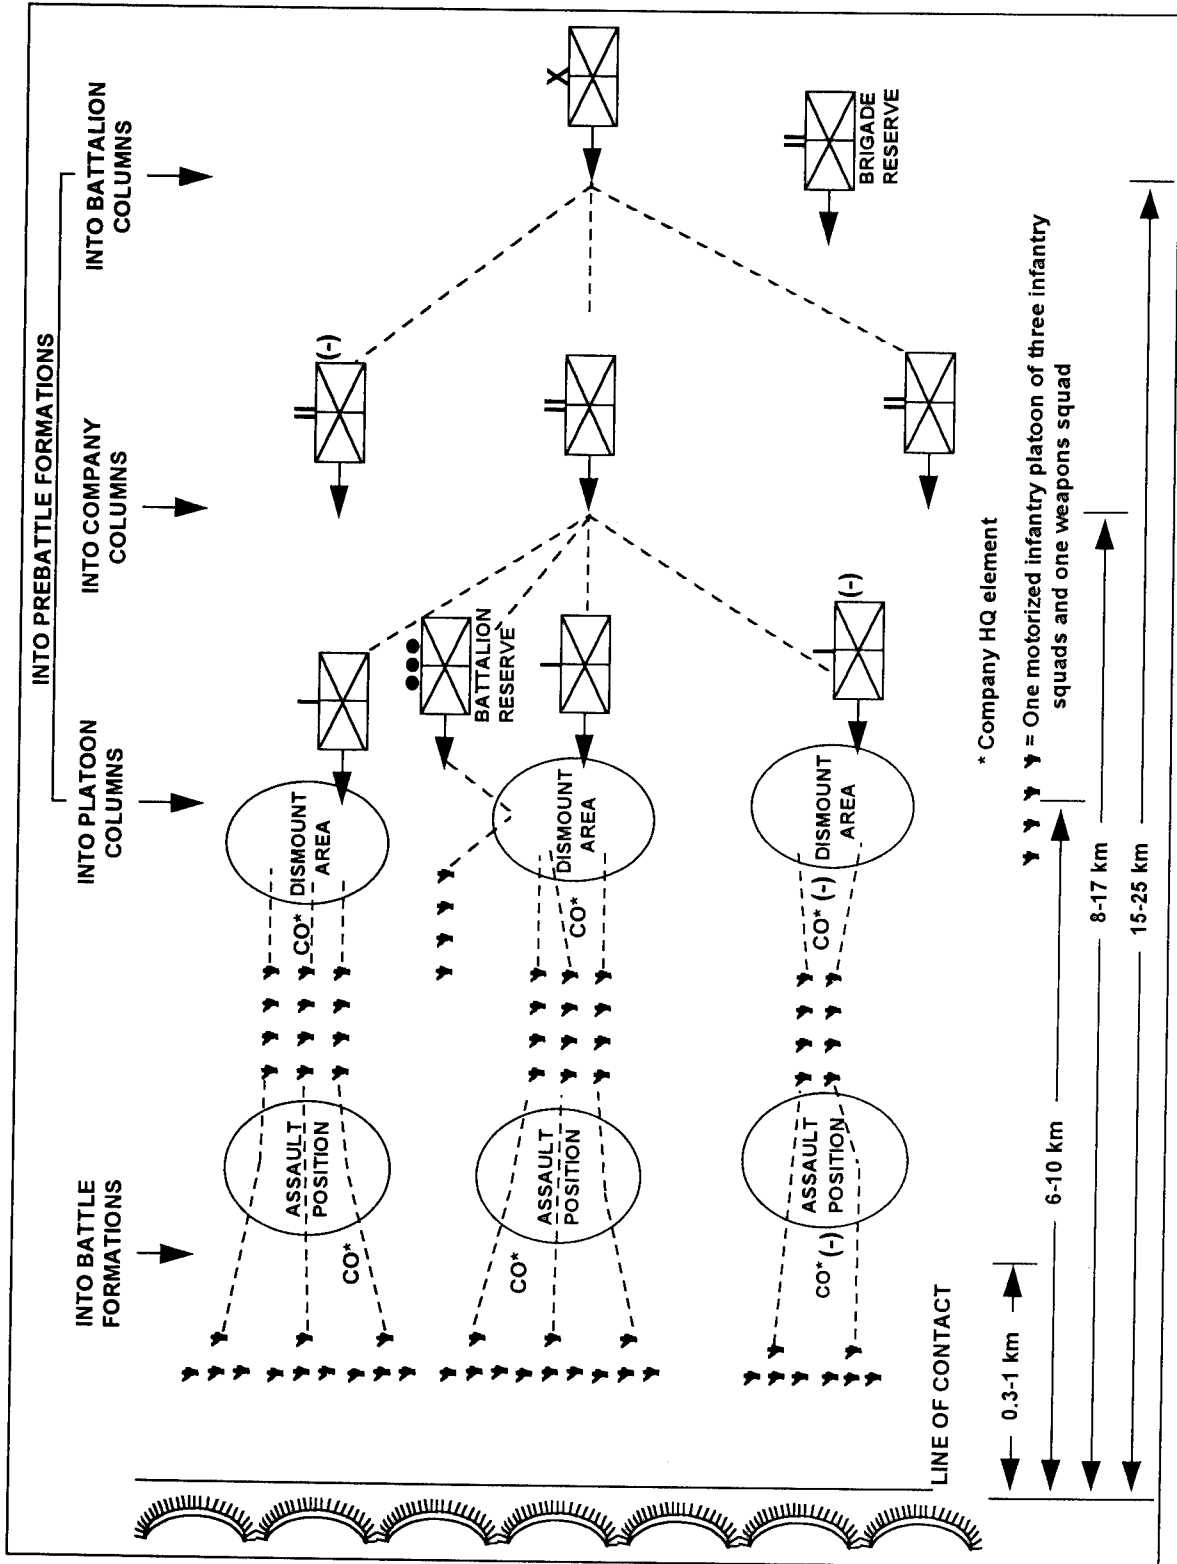 INTO PREBATTLE FORMATIONS
INTO BATTLE
FORMATIONS
INTO PLATOON
COLUMNS
INTO COMPANY
COLUMNS
INTO BATTALION
COLUMNS
CO*
ASSAULT
POSITION
CO*
DISMOUNT
AREA
(-)
BATTALION
RESERVE
CO*
ASSAULT
POSITION
CO*
DISMOUNT
AREA
X
CO* (-)
ASSAULT
POSITION
CO* (-)
DISMOUNT
AREA
(-)
BRIGADE
RESERVE
LINE OF CONTACT
* Company HQ element
= One motorized infantry platoon of three infantry
squads and one weapons squad
0.3-1 km
6-10 km
8-17 km
15-25 km